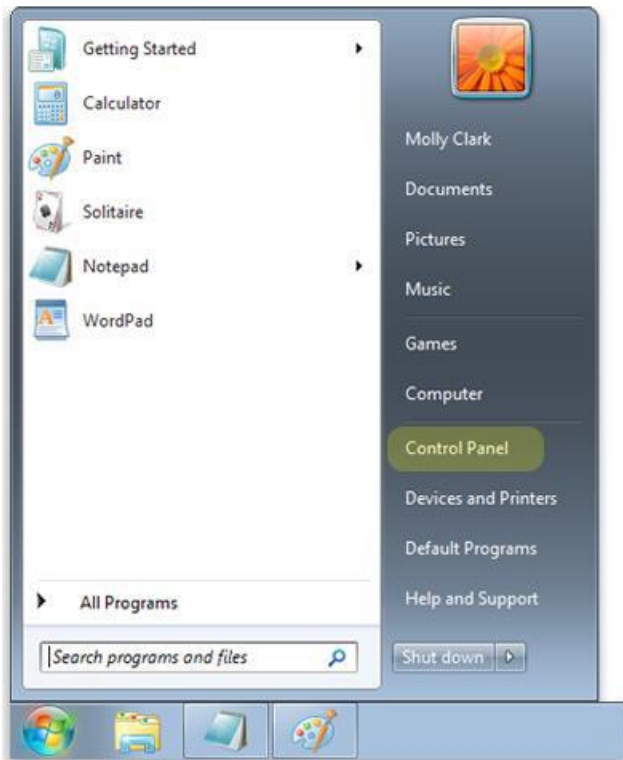 Getting Started
Calculator
Paint
Solitaire
Notepad
WordPad
All Programs
Search programs and files
Molly Clark
Documents
Pictures
Music
Games
Computer
Control Panel
Devices and Printers
Default Programs
Help and Support
Shut down